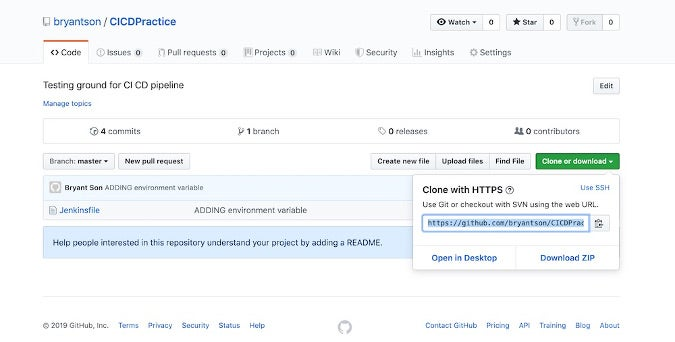 bryantson / CICDPractice
Watch 0 Star 0 Fork 0
Code Issues 0 Pull requests 0 Projects 0 Wiki Security Insights Settings
Testing ground for CI CD pipeline Edit
Manage topics
4 commits 1 branch 0 releases 0 contributors
Branch: master New pull request Create new file Upload files Find File Clone or download
Bryant Son ADDING environment variable
Jenkinsfile ADDING environment variable
Help people interested in this repository understand your project by adding a README.
Clone with HTTPS Use SSH
Use Git or checkout with SVN using the web URL.
https://github.com/bryantson/CICDPrac
Open in Desktop Download ZIP
© 2019 GitHub, Inc. Terms Privacy Security Status Help Contact GitHub Pricing API Training Blog About